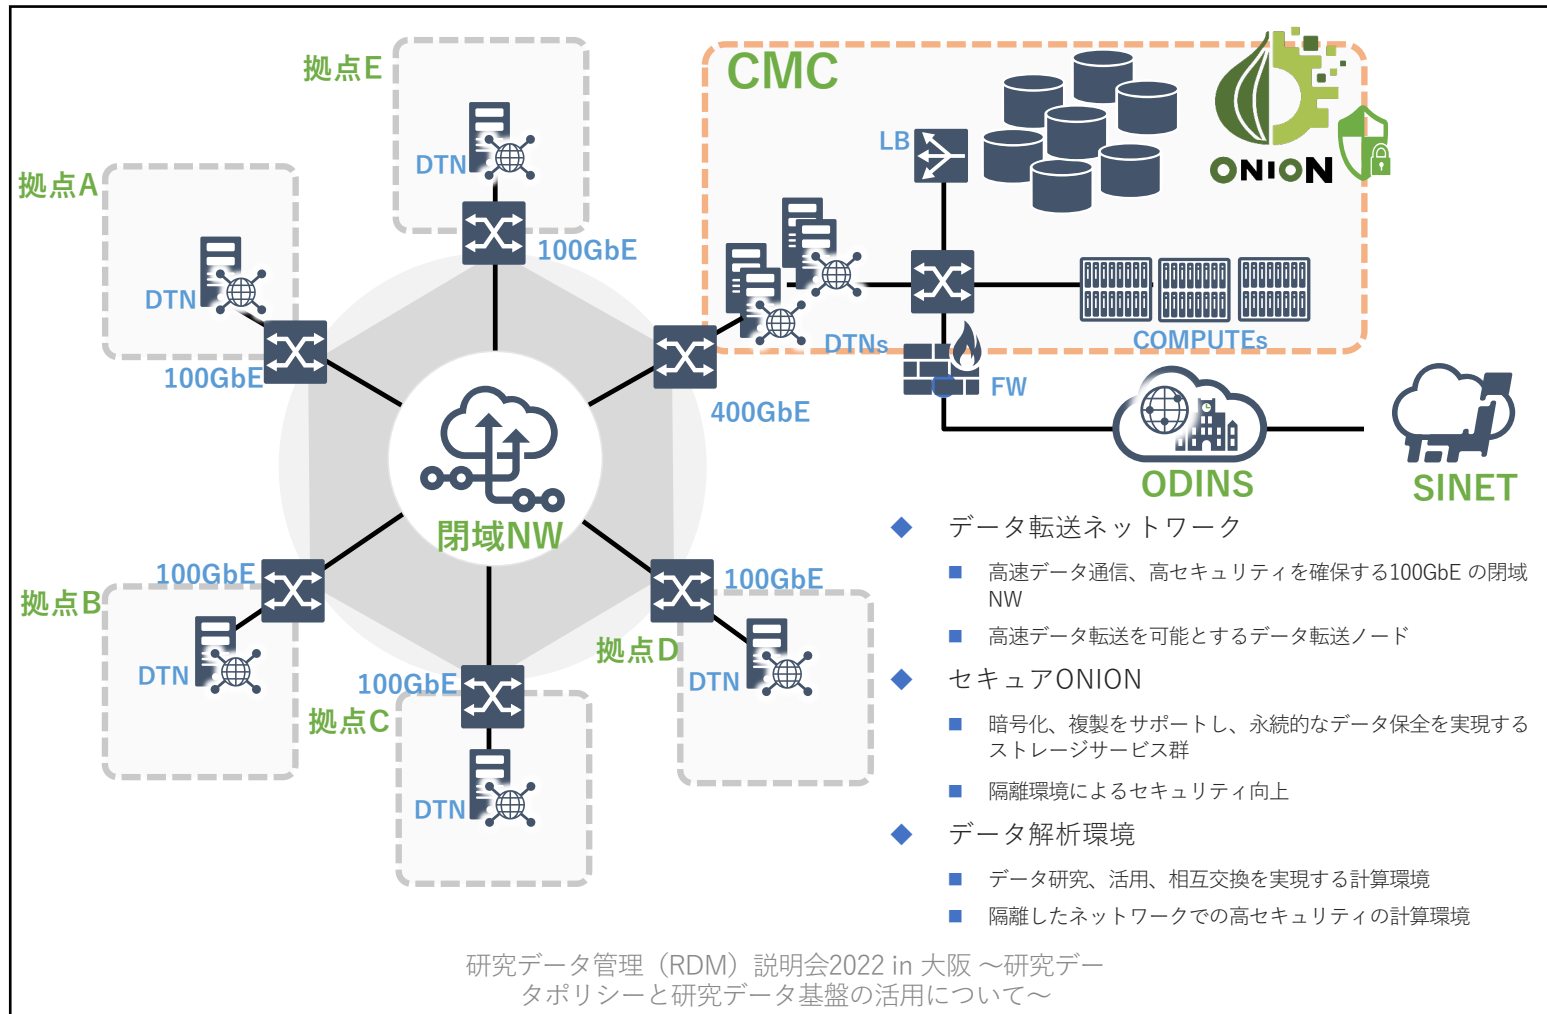 拠点E
CMC
DTN
LB
ONION
拠点A
100GbE
DTN
DTNs
COMPUTEs
100GbE
FW
400GbE
ODINS
SINET
閉域NW
100GbE
100GbE
拠点B
拠点D
DTN
DTN
100GbE
拠点C
DTN
◆ データ転送ネットワーク
■ 高速データ通信、高セキュリティを確保する100GbE の閉域
NW
■ 高速データ転送を可能とするデータ転送ノード
◆ セキュアONION
■ 暗号化、複製をサポートし、永続的なデータ保全を実現する
ストレージサービス群
■ 隔離環境によるセキュリティ向上
◆ データ解析環境
■ データ研究、活用、相互交換を実現する計算環境
■ 隔離したネットワークでの高セキュリティの計算環境
研究データ管理（RDM）説明会2022 in 大阪 ～研究デー
タポリシーと研究データ基盤の活用について～